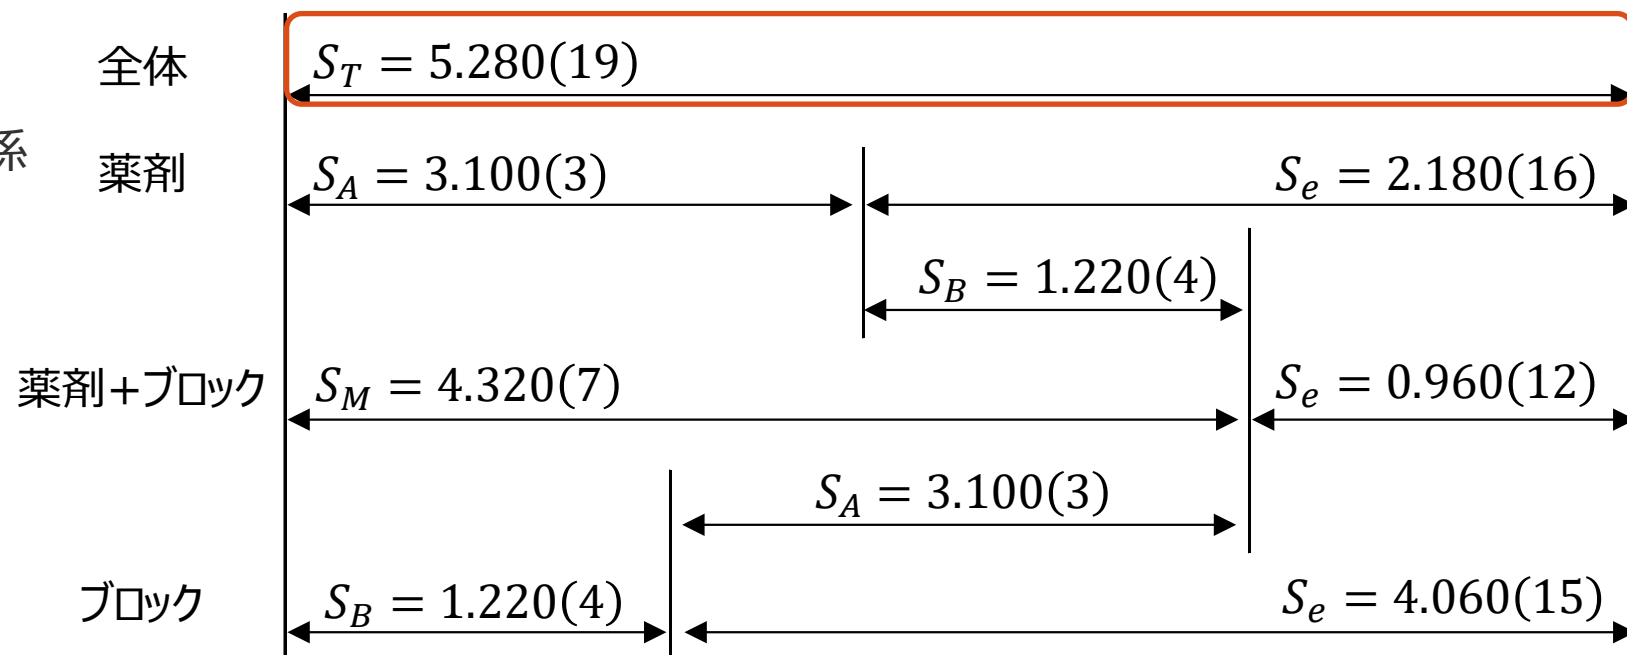 全体 S_T = 5.280(19)
係
薬剤 S_A = 3.100(3) S_e = 2.180(16)
S_B = 1.220(4)
薬剤+ブロック S_M = 4.320(7) S_e = 0.960(12)
S_A = 3.100(3)
ブロック S_B = 1.220(4) S_e = 4.060(15)